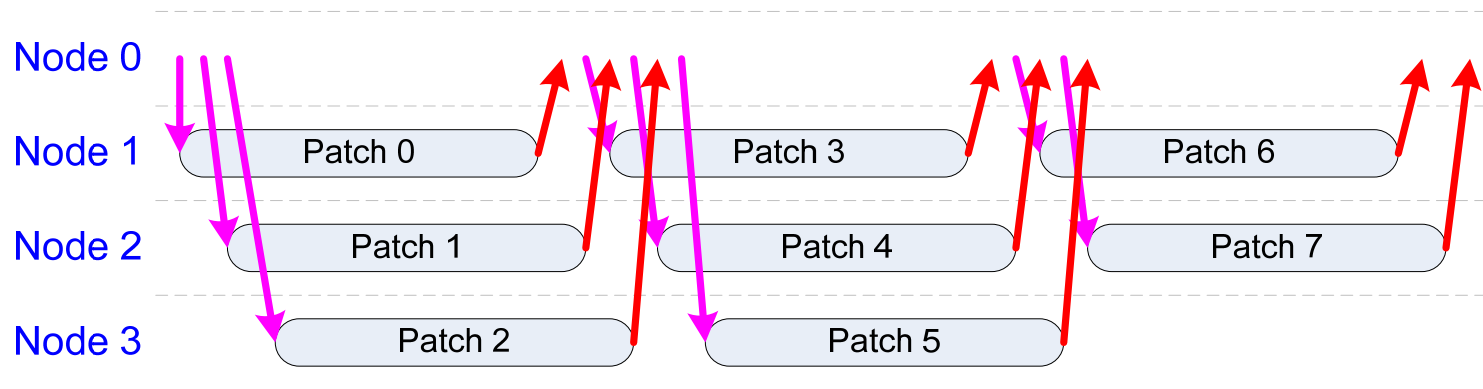 Node 0
Node 1
Patch 0
Patch 3
Patch 6
Node 2
Patch 1
Patch 4
Patch 7
Node 3
Patch 2
Patch 5